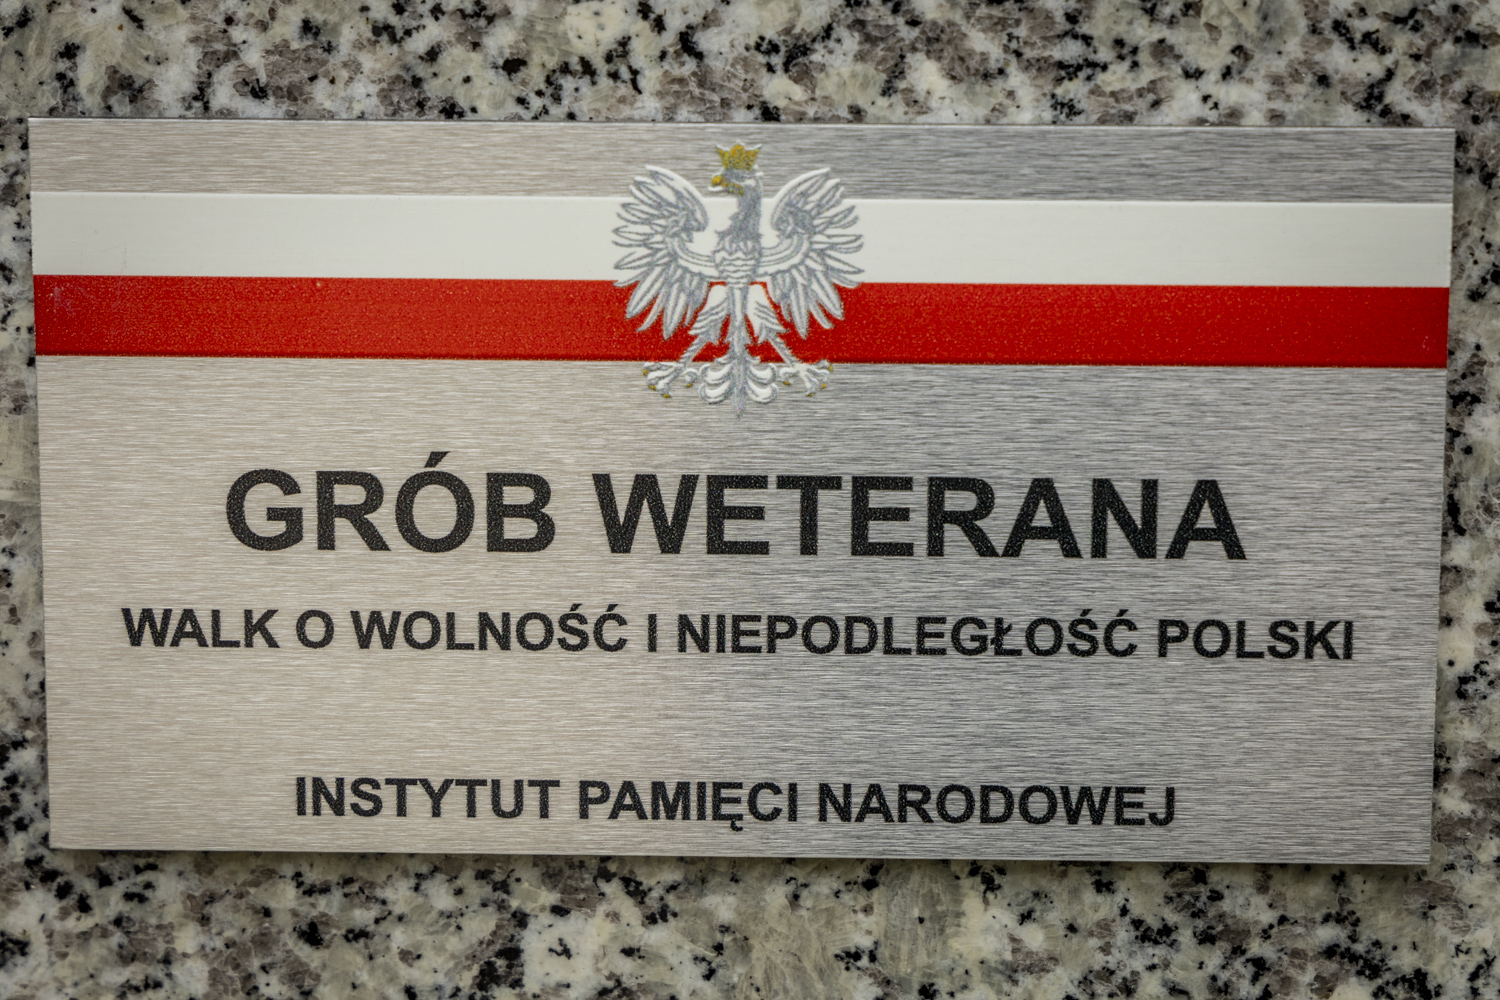 GRÓB WETERANA
WALK O WOLNOŚĆ I NIEPODLEGŁOŚĆ POLSKI
INSTYTUT PAMIĘCI NARODOWEJ